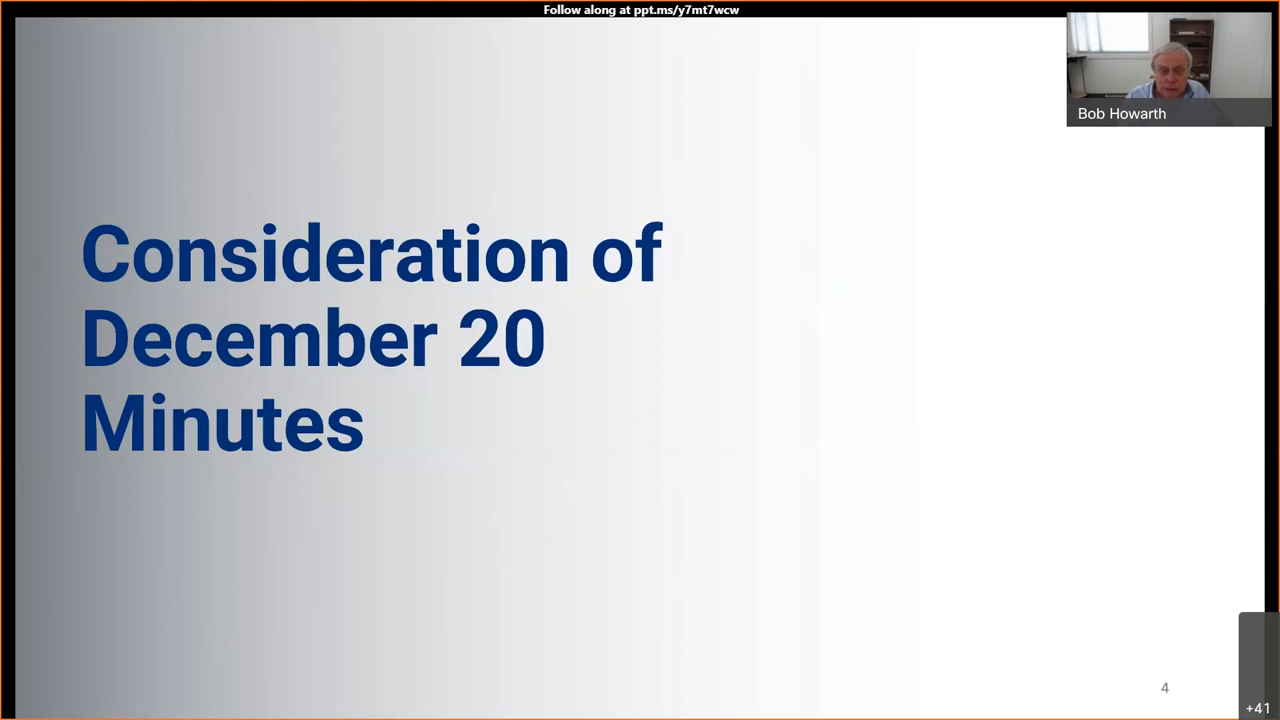 Follow along at ppt.ms/y7mt7wcw
Bob Howarth
Consideration of
December 20
Minutes
4
+41